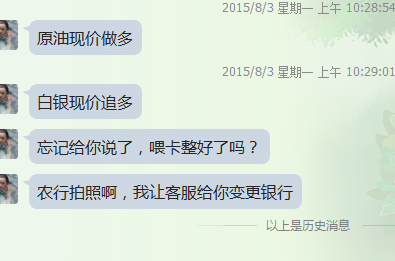 2015/8/3 星期一 上午 10:28:54
原油现价做多
2015/8/3 星期一 上午 10:29:01
白银现价追多
忘记给你说了，喂卡整好了吗？
农行拍照啊，我让客服给你变更银行
以上是历史消息